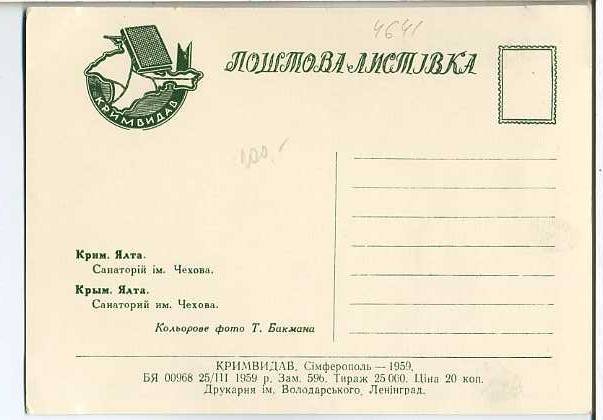 4641
КРИМВИДАВ
ПОШТОВА ЛИСТІВКА
200.-
Крим. Ялта.
Санаторій ім. Чехова.
Крым. Ялта.
Санаторий им. Чехова.
Кольорове фото Т. Бакмана
КРИМВИДАВ, Сімферополь — 1959.
БЯ 00968 25/III 1959 р. Зам. 596. Тираж 25 000. Ціна 20 коп.
Друкарня ім. Володарського, Ленінград.